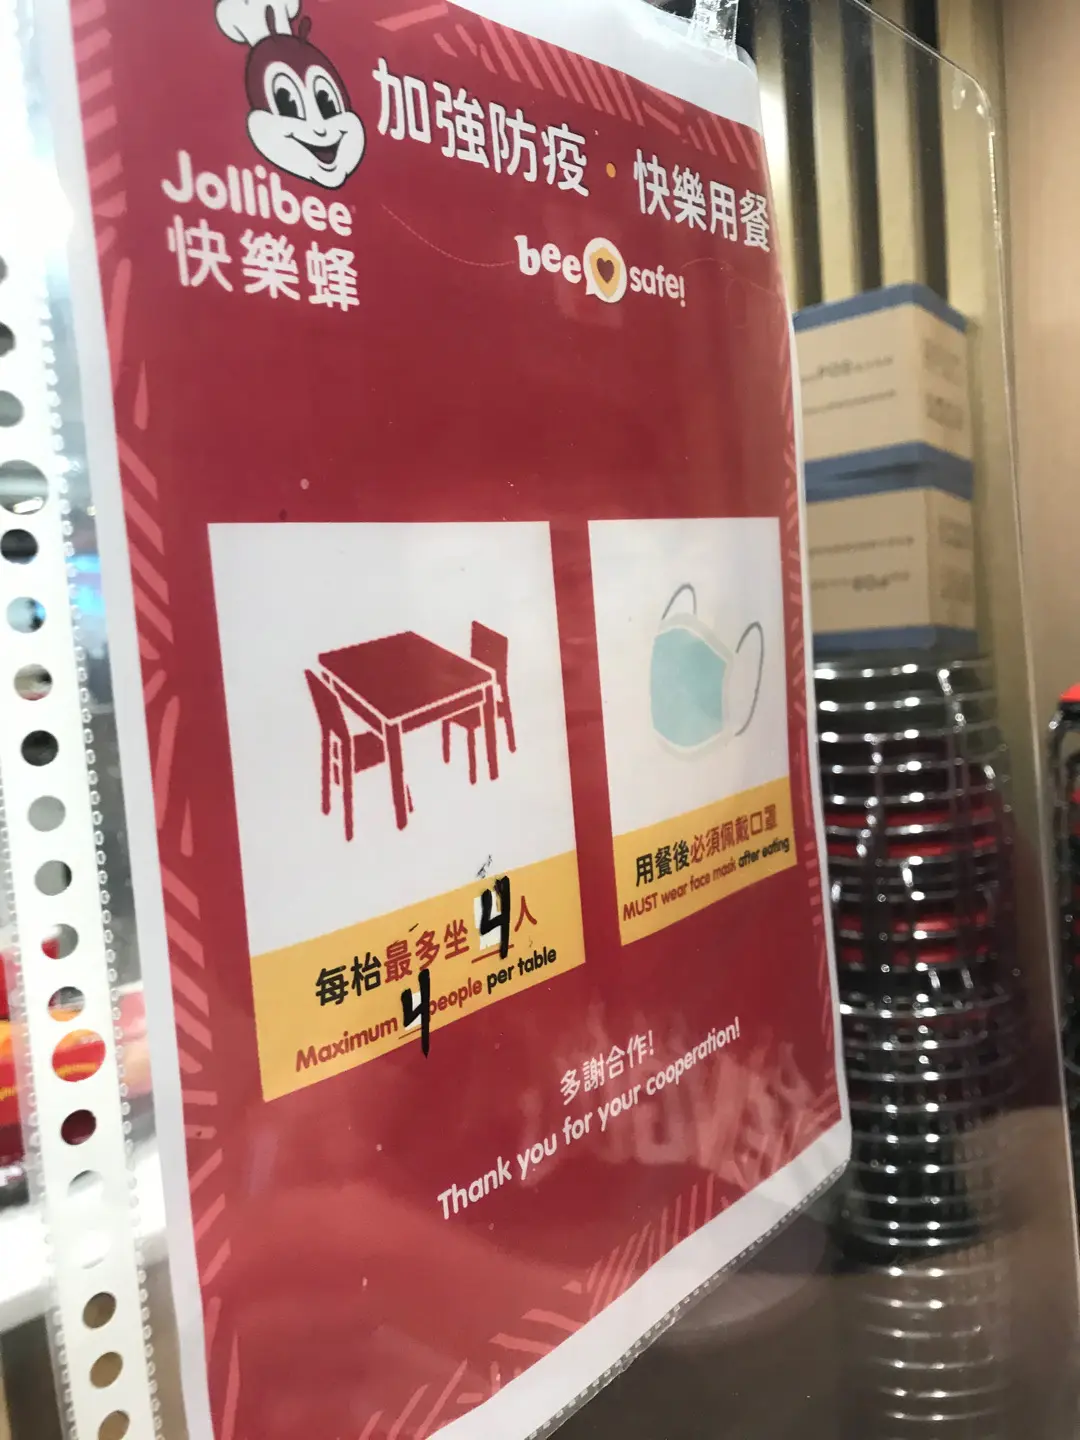 加強防疫・快樂用餐
Jollibee
快樂蜂
bee safe!
每枱最多坐 4 人
Maximum 4 people per table
用餐後必須佩戴口罩
MUST wear face mask after eating
多謝合作!
Thank you for your cooperation!